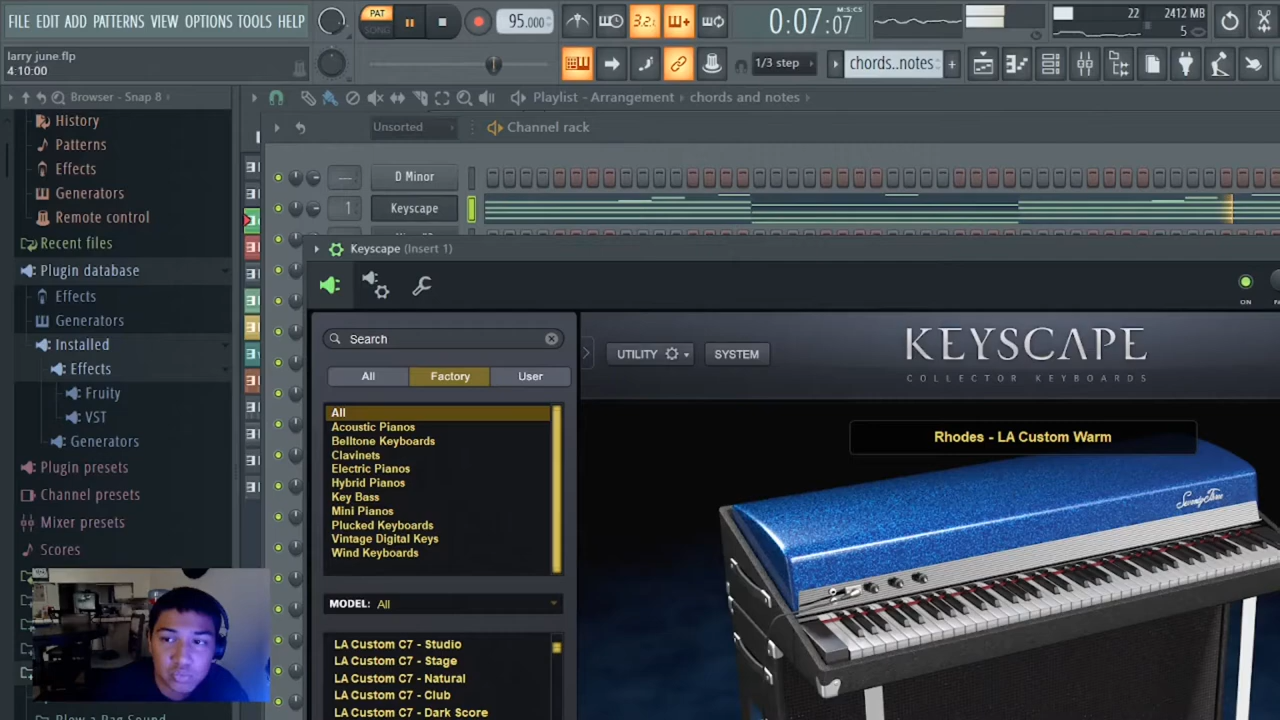 FILE EDIT ADD PATTERNS VIEW OPTIONS TOOLS HELP
PAT
SONG
95.000
3.2.
0:07:07
M:S:CS
22
2412 MB
5
larry june.flp
4:10:00
1/3 step
chords..notes
Browser - Snap 8
Playlist - Arrangement
chords and notes
History
Patterns
Effects
Generators
Remote control
Recent files
Plugin database
Effects
Generators
Installed
Effects
Fruity
VST
Generators
Plugin presets
Channel presets
Mixer presets
Scores
Unsorted
Channel rack
---
D Minor
1
Keyscape
Keyscape (Insert 1)
ON
Search
All
Factory
User
All
Acoustic Pianos
Belltone Keyboards
Clavinets
Electric Pianos
Hybrid Pianos
Key Bass
Mini Pianos
Plucked Keyboards
Vintage Digital Keys
Wind Keyboards
MODEL: All
LA Custom C7 - Studio
LA Custom C7 - Stage
LA Custom C7 - Natural
LA Custom C7 - Club
LA Custom C7 - Dark Score
UTILITY
SYSTEM
KEYSCAPE
COLLECTOR KEYBOARDS
Rhodes - LA Custom Warm
Seventy Three